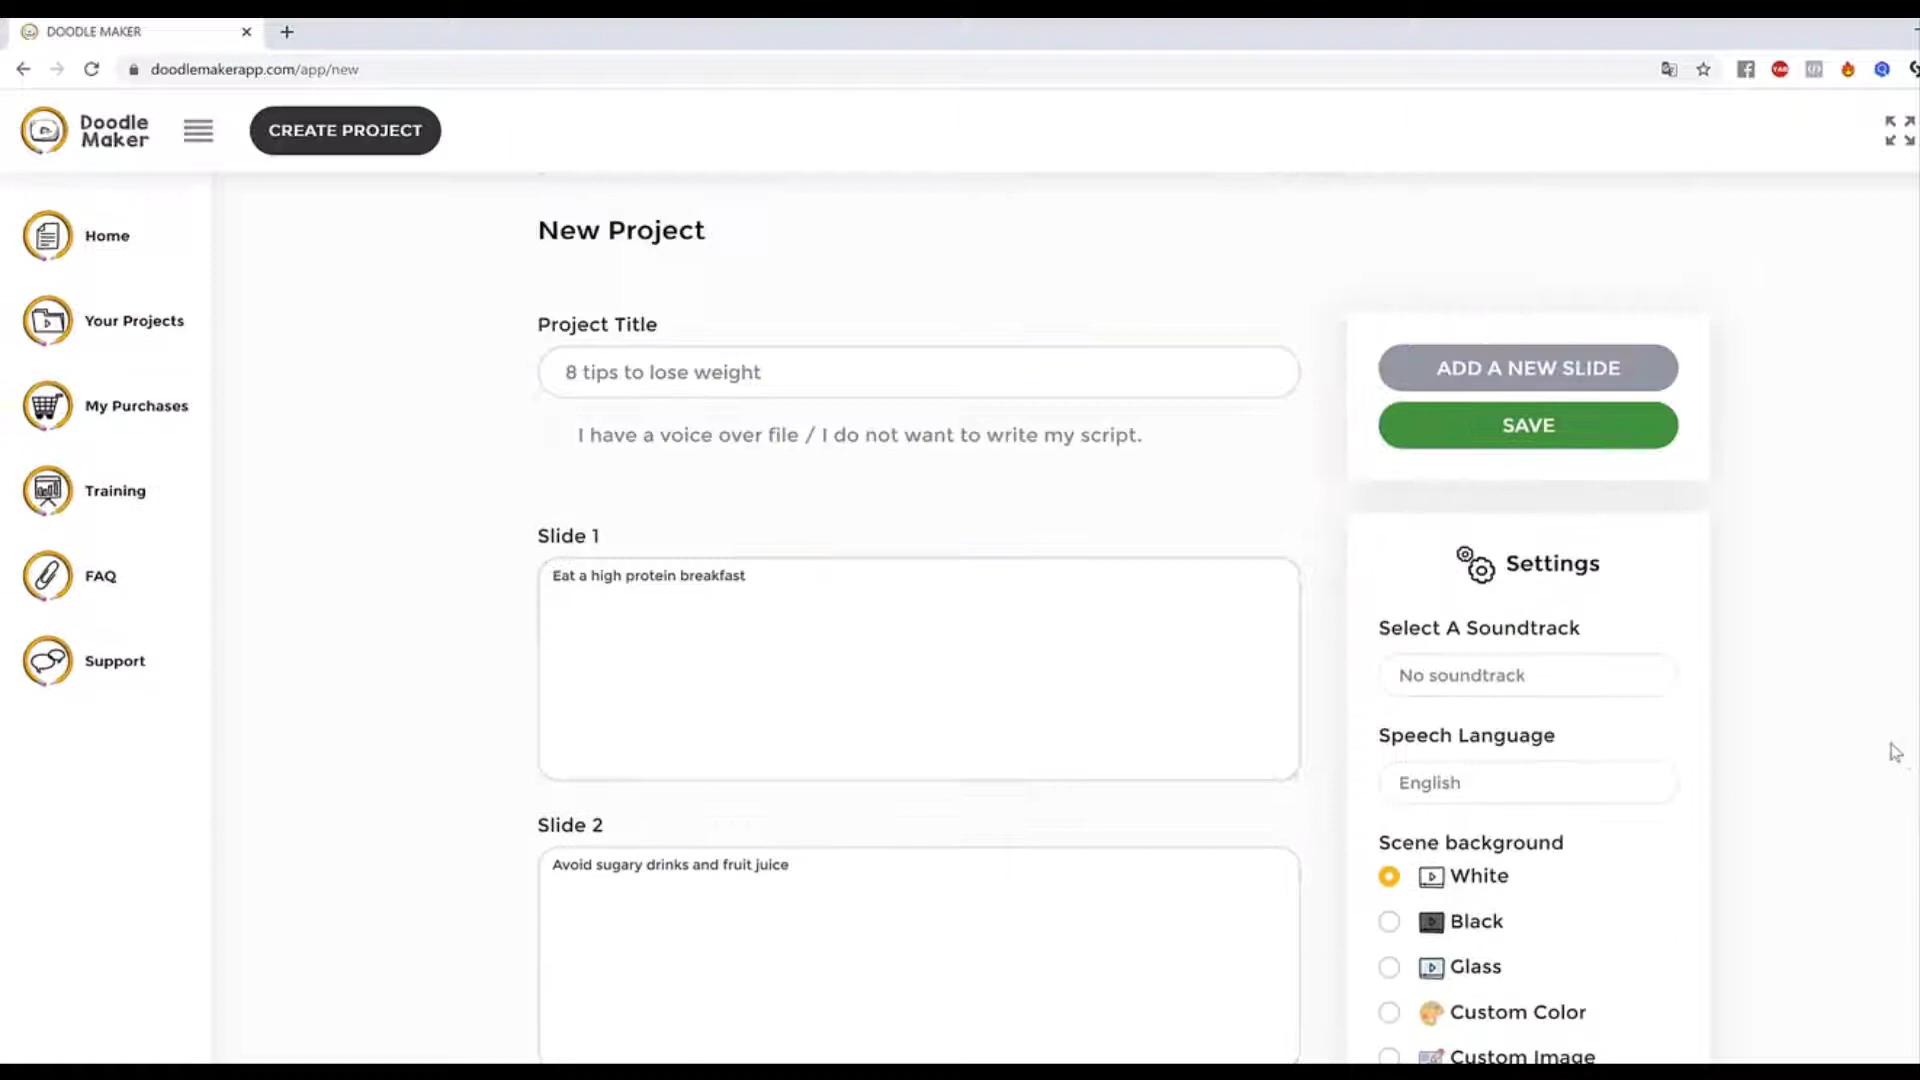 DOODLE MAKER
doodlemakerapp.com/app/new
Doodle
Maker
CREATE PROJECT
Home
Your Projects
My Purchases
Training
FAQ
Support
New Project
Project Title
8 tips to lose weight
I have a voice over file / I do not want to write my script.
Slide 1
Eat a high protein breakfast
Slide 2
Avoid sugary drinks and fruit juice
ADD A NEW SLIDE
SAVE
Settings
Select A Soundtrack
No soundtrack
Speech Language
English
Scene background
White
Black
Glass
Custom Color
Custom Image